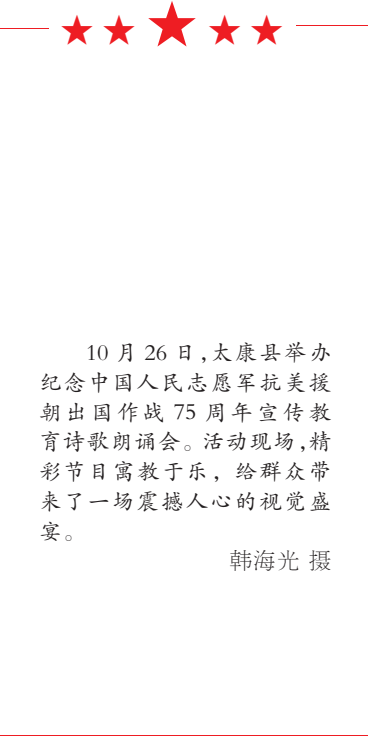 10 月 26 日,太康县举办
纪念中国人民志愿军抗美援
朝出国作战 75 周年宣传教
育诗歌朗诵会。活动现场,精
彩节目寓教于乐，给群众带
来了一场震撼人心的视觉盛
宴。
韩海光 摄